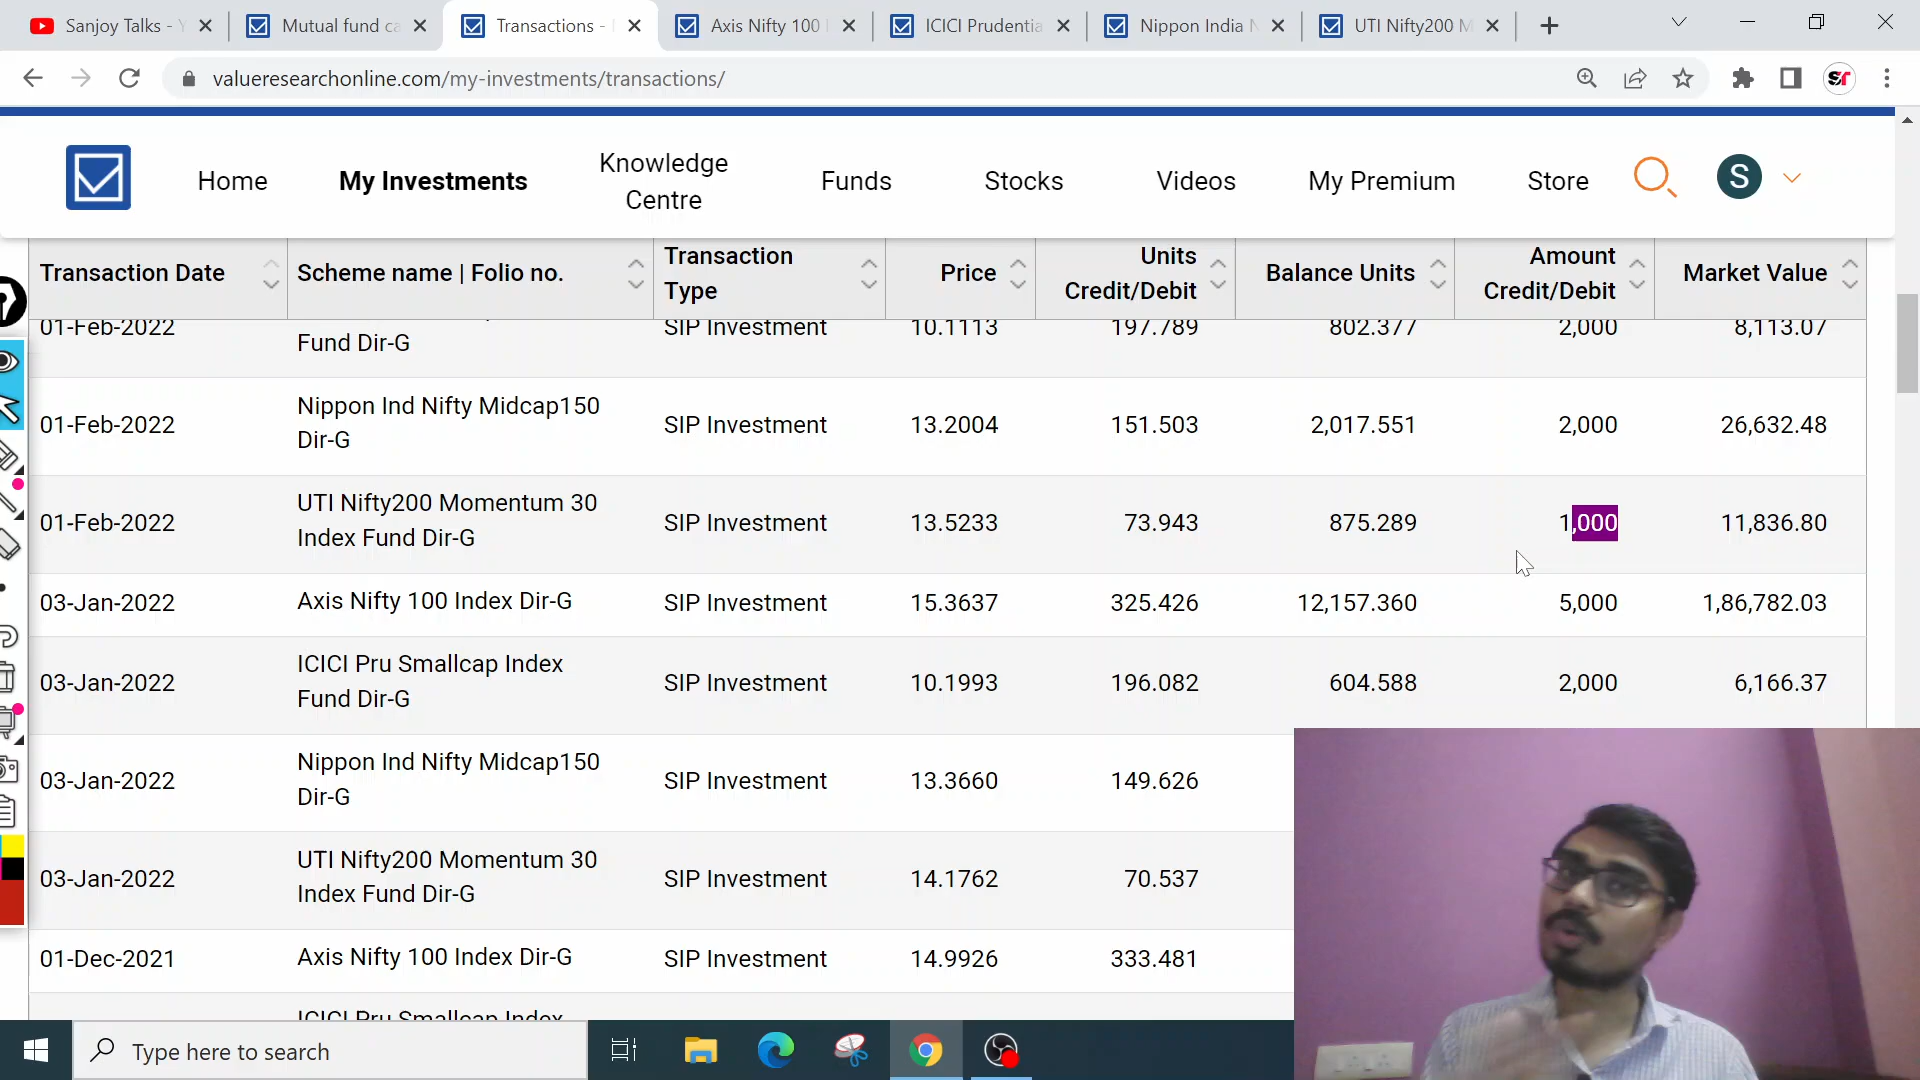 Sanjoy Talks - Y
Mutual fund ca
Transactions -
Axis Nifty 100
ICICI Prudentia
Nippon India N
UTI Nifty200 M
valueresearchonline.com/my-investments/transactions/
Home
My Investments
Knowledge
Centre
Funds
Stocks
Videos
My Premium
Store
S
Transaction Date
Scheme name | Folio no.
Transaction
Type
Price
Units
Credit/Debit
Balance Units
Amount
Credit/Debit
Market Value
01-Feb-2022 Fund Dir-G SIP Investment 10.1113 197.789 802.377 2,000 8,113.07
01-Feb-2022 Nippon Ind Nifty Midcap150
Dir-G SIP Investment 13.2004 151.503 2,017.551 2,000 26,632.48
01-Feb-2022 UTI Nifty200 Momentum 30
Index Fund Dir-G SIP Investment 13.5233 73.943 875.289 1,000 11,836.80
03-Jan-2022 Axis Nifty 100 Index Dir-G SIP Investment 15.3637 325.426 12,157.360 5,000 1,86,782.03
03-Jan-2022 ICICI Pru Smallcap Index
Fund Dir-G SIP Investment 10.1993 196.082 604.588 2,000 6,166.37
03-Jan-2022 Nippon Ind Nifty Midcap150
Dir-G SIP Investment 13.3660 149.626
03-Jan-2022 UTI Nifty200 Momentum 30
Index Fund Dir-G SIP Investment 14.1762 70.537
01-Dec-2021 Axis Nifty 100 Index Dir-G SIP Investment 14.9926 333.481
ICICI Pru Smallcap Index
Type here to search